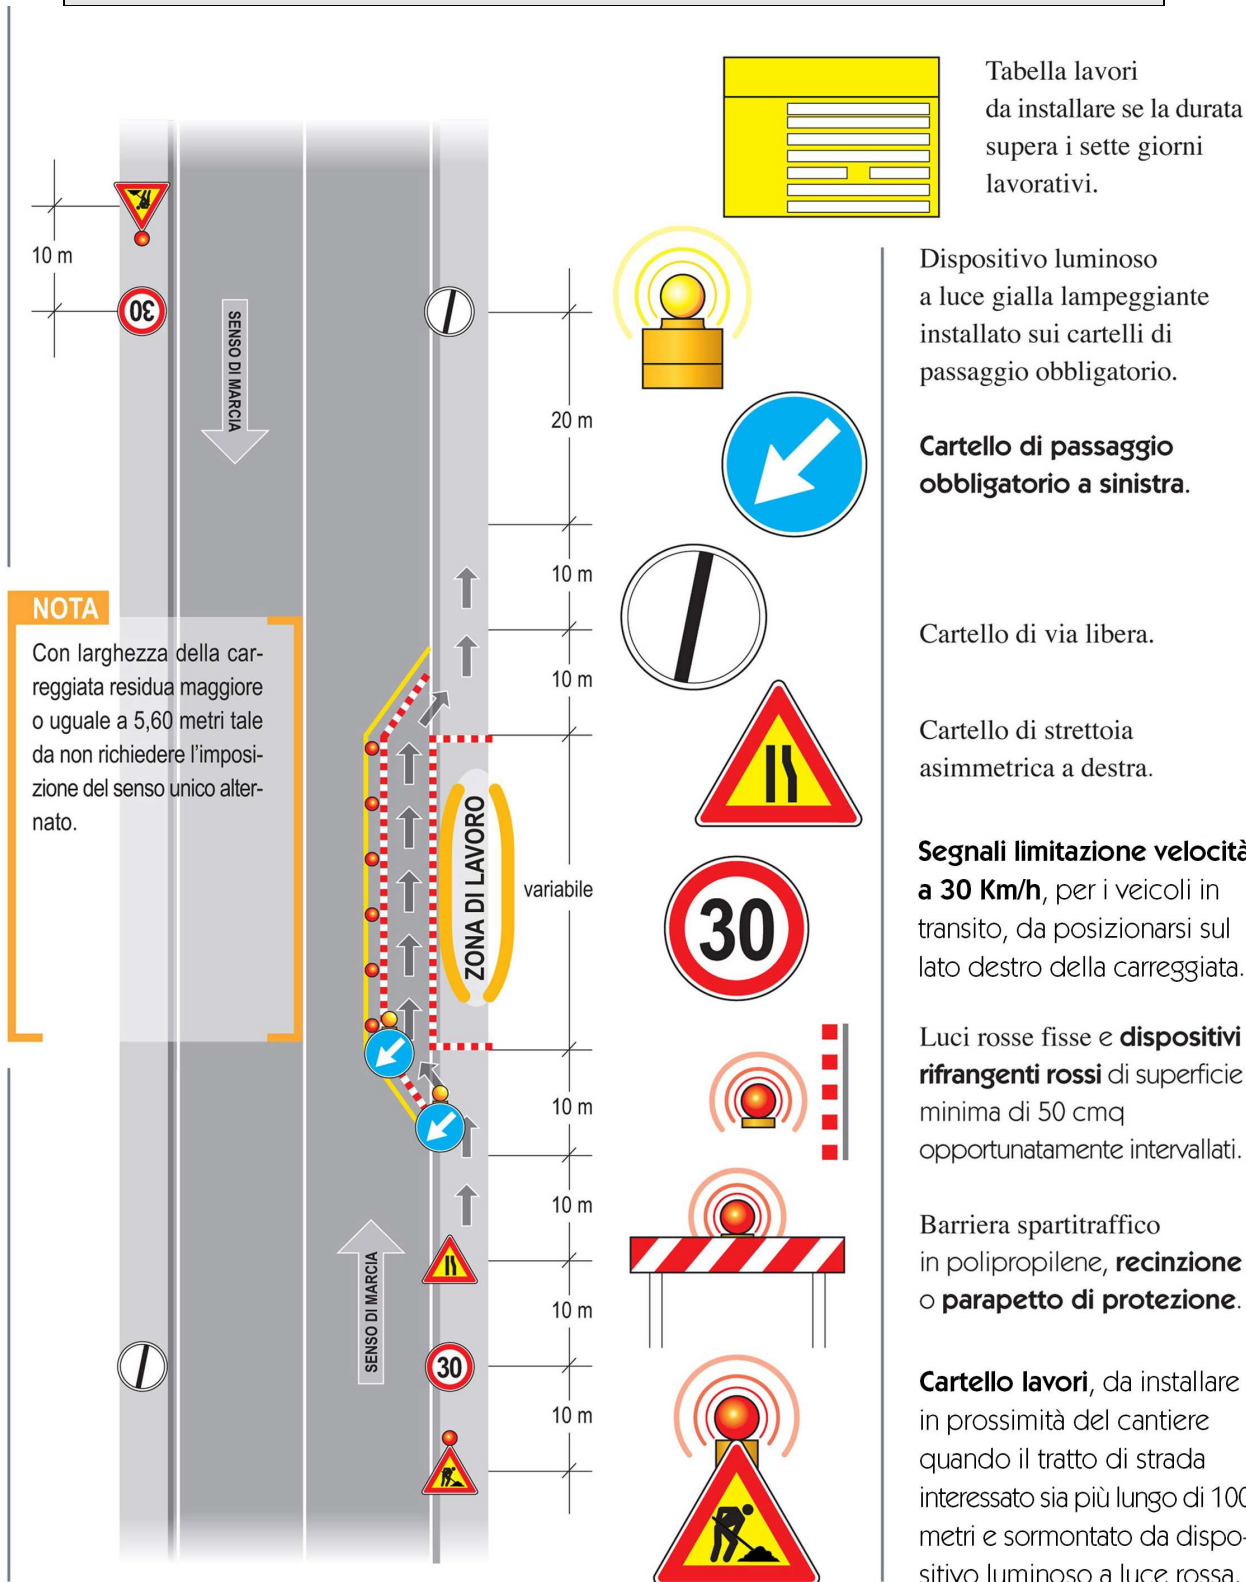 Tabella lavori
da installare se la durata
supera i sette giorni
lavorativi.
10 m
30
SENSO DI MARCIA
20 m
Dispositivo luminoso
a luce gialla lampeggiante
installato sui cartelli di
passaggio obbligatorio.
Cartello di passaggio
obbligatorio a sinistra.
10 m
NOTA
Con larghezza della car-
reggiata residua maggiore
o uguale a 5,60 metri tale
da non richiedere l'imposi-
zione del senso unico alter-
nato.
Cartello di via libera.
10 m
Cartello di strettoia
asimmetrica a destra.
ZONA DI LAVORO
variabile
30
Segnali limitazione velocità
a 30 Km/h, per i veicoli in
transito, da posizionarsi sul
lato destro della carreggiata.
Luci rosse fisse e dispositivi
rifrangenti rossi di superficie
minima di 50 cmq
opportunatamente intervallati.
10 m
10 m
Barriera spartitraffico
in polipropilene, recinzione
o parapetto di protezione.
SENSO DI MARCIA
10 m
30
10 m
Cartello lavori, da installare
in prossimità del cantiere
quando il tratto di strada
interessato sia più lungo di 100
metri e sormontato da dispo-
sitivo luminoso a luce rossa.